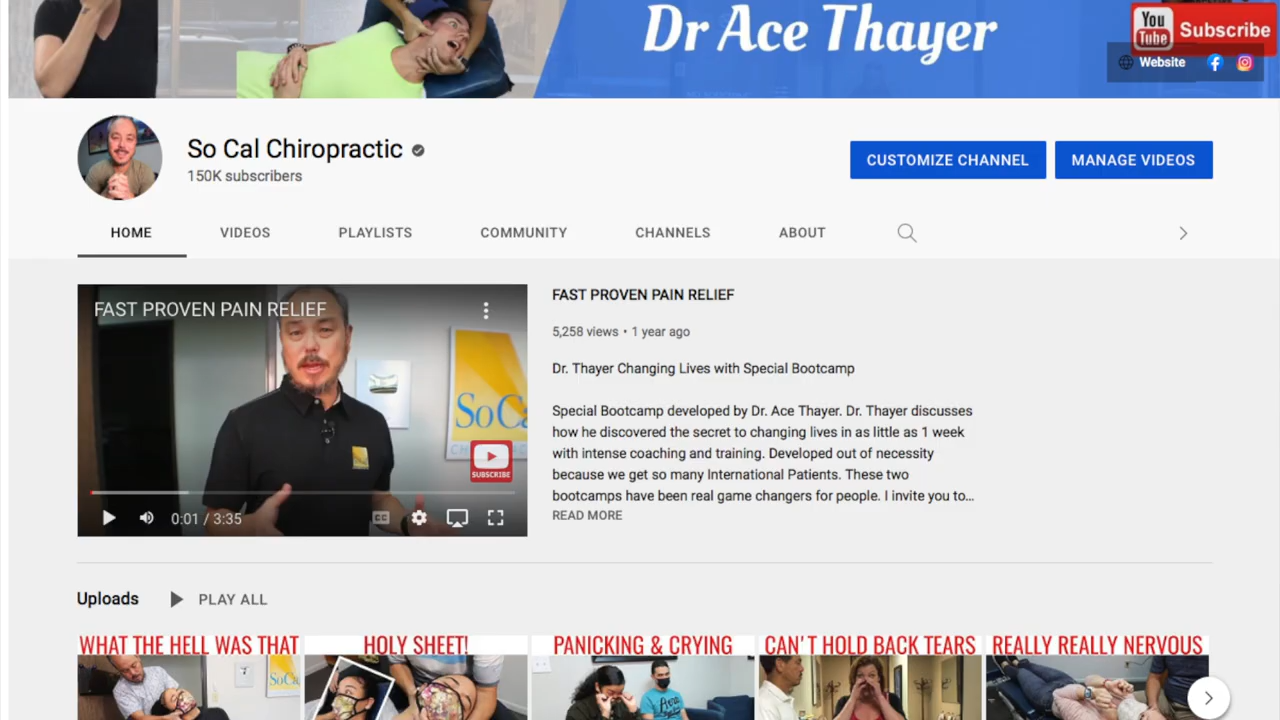 Dr Ace Thayer
You
Tube
Subscribe
Website
So Cal Chiropractic
150K subscribers
CUSTOMIZE CHANNEL
MANAGE VIDEOS
HOME
VIDEOS
PLAYLISTS
COMMUNITY
CHANNELS
ABOUT
FAST PROVEN PAIN RELIEF
SoCa
SUBSCRIBE
0:01 / 3:35
CC
FAST PROVEN PAIN RELIEF
5,258 views • 1 year ago
Dr. Thayer Changing Lives with Special Bootcamp
Special Bootcamp developed by Dr. Ace Thayer. Dr. Thayer discusses
how he discovered the secret to changing lives in as little as 1 week
with intense coaching and training. Developed out of necessity
because we get so many International Patients. These two
bootcamps have been real game changers for people. I invite you to...
READ MORE
Uploads
PLAY ALL
WHAT THE HELL WAS THAT
HOLY SHEET!
PANICKING & CRYING
CAN'T HOLD BACK TEARS
REALLY REALLY NERVOUS